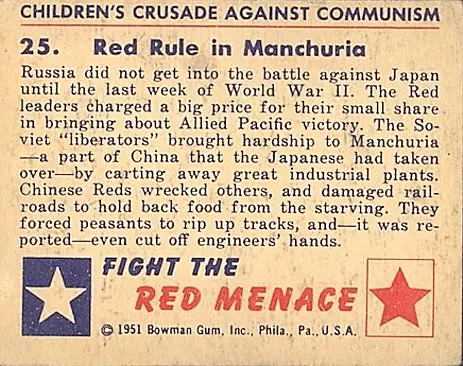 CHILDREN'S CRUSADE AGAINST COMMUNISM
25. Red Rule in Manchuria
Russia did not get into the battle against Japan
until the last week of World War II. The Red
leaders charged a big price for their small share
in bringing about Allied Pacific victory. The So-
viet "liberators" brought hardship to Manchuria
—a part of China that the Japanese had taken
over—by carting away great industrial plants.
Chinese Reds wrecked others, and damaged rail-
roads to hold back food from the starving. They
forced peasants to rip up tracks, and—it was re-
ported—even cut off engineers' hands.
FIGHT THE
RED MENACE
© 1951 Bowman Gum, Inc., Phila., Pa., U.S.A.